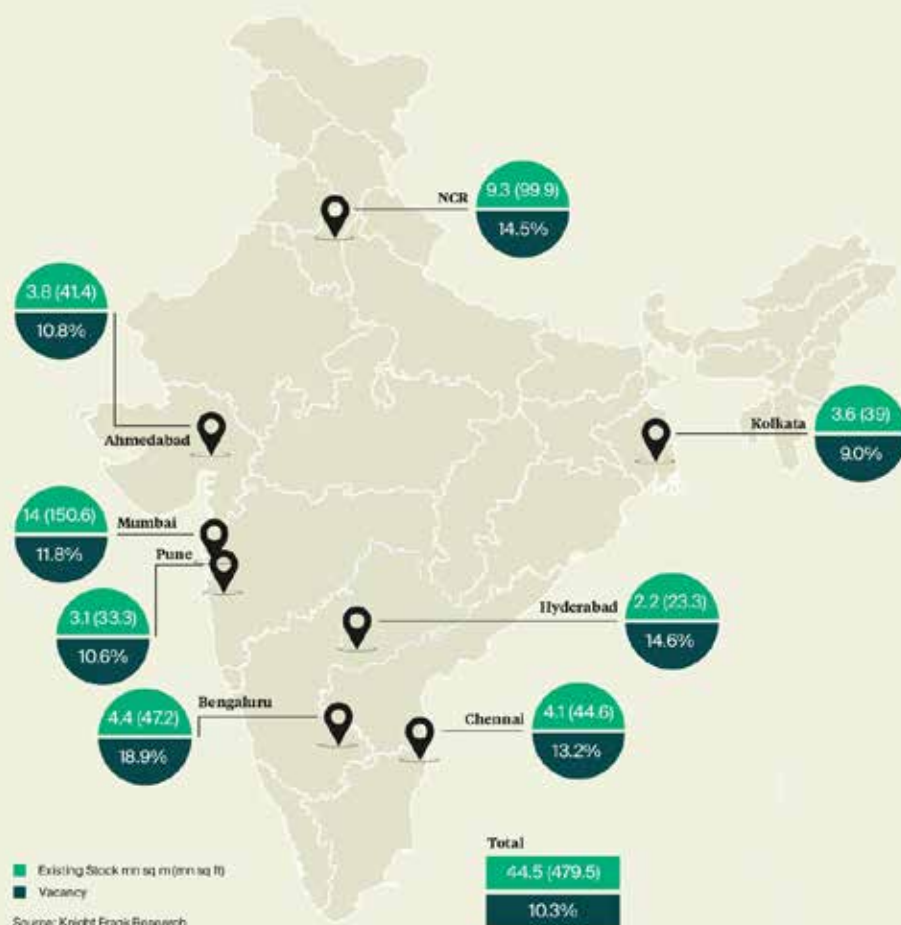 NCR
9.3 (99.9)
14.5%
3.8 (41.4)
10.8%
Ahmedabad
Kolkata
3.6 (39)
9.0%
14 (150.6)
11.8%
Mumbai
Pune
3.1 (33.3)
10.6%
Hyderabad
2.2 (23.3)
14.6%
Bengaluru
4.4 (47.2)
18.9%
Chennai
4.1 (44.6)
13.2%
Existing Stock mn sq m (mn sq ft)
Vacancy
Source: Knight Frank Research
Total
44.5 (479.5)
10.3%